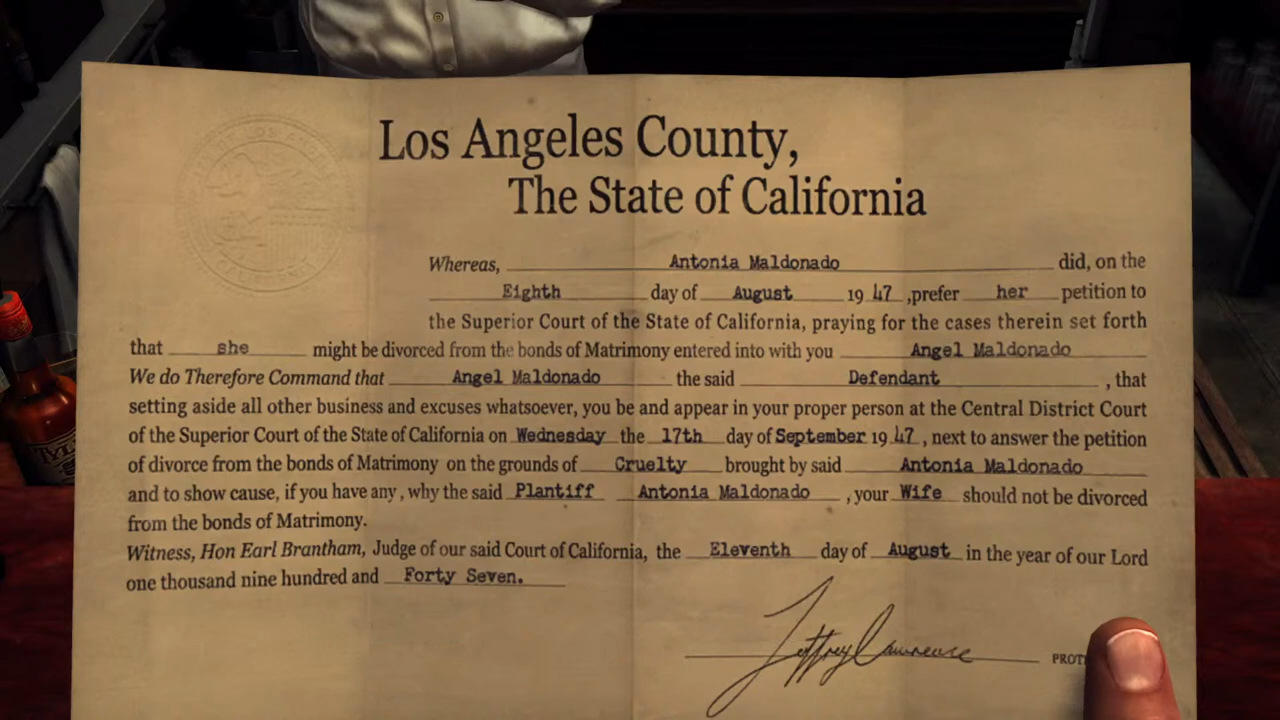 Los Angeles County,
The State of California
Whereas, Antonia Maldonado did, on the
Eighth day of August 19 47 ,prefer her petition to
the Superior Court of the State of California, praying for the cases therein set forth
that she might be divorced from the bonds of Matrimony entered into with you Angel Maldonado
We do Therefore Command that Angel Maldonado the said Defendant , that
setting aside all other business and excuses whatsoever, you be and appear in your proper person at the Central District Court
of the Superior Court of the State of California on Wednesday the 17th day of September 19 47 , next to answer the petition
of divorce from the bonds of Matrimony on the grounds of Cruelty brought by said Antonia Maldonado
and to show cause, if you have any , why the said Plantiff Antonia Maldonado , your Wife should not be divorced
from the bonds of Matrimony.
Witness, Hon Earl Brantham, Judge of our said Court of California, the Eleventh day of August in the year of our Lord
one thousand nine hundred and Forty Seven.
Jeffrey Lawrence